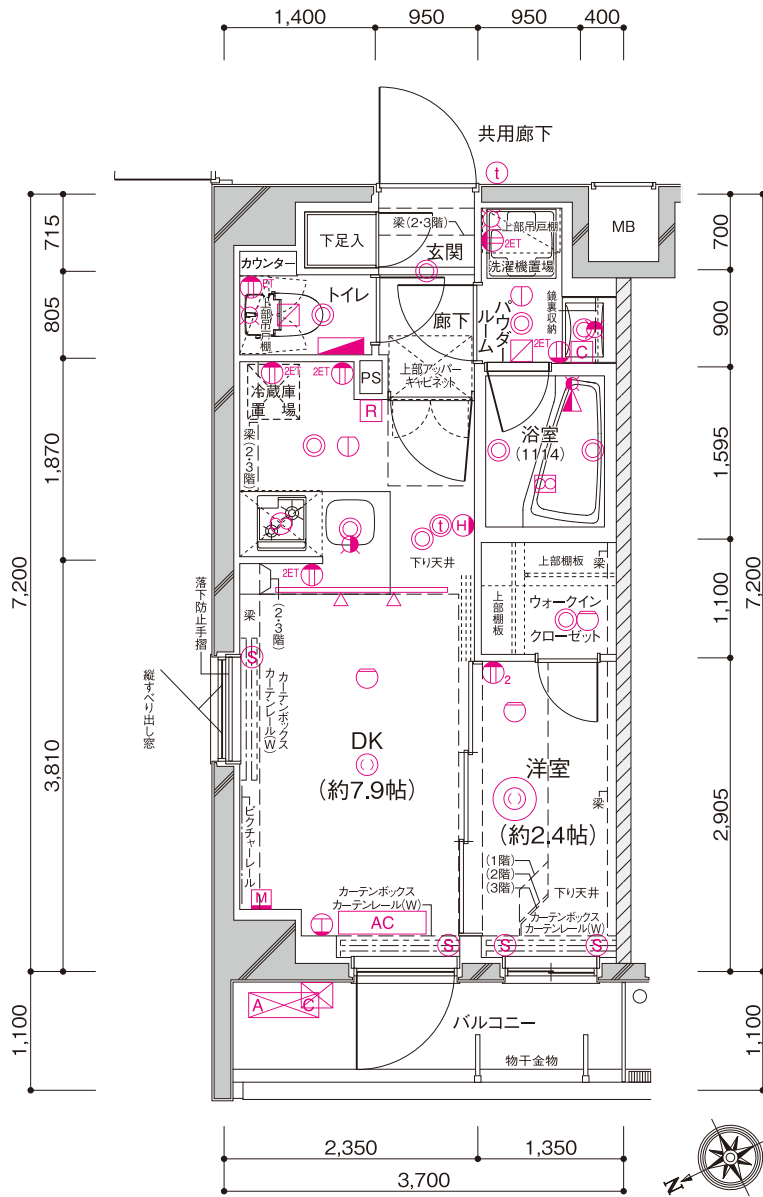 1,400
950
950
400
共用廊下
t
715
805
1,870
7,200
3,810
1,100
700
900
1,595
1,100
7,200
2,905
1,100
MB
梁(2・3階)
下足入
玄関
上部吊戸棚
2ET
洗濯機置場
カウンター
トイレ
上部吊戸棚
廊下
パウダー
ルーム
鏡裏収納
2ET
C
上部アッパー
キャビネット
PS
R
2ET
2ET
冷蔵庫
置場
梁(2・3階)
浴室
(1114)
t
H
下り天井
2ET
梁
(2・3階)
上部棚板
梁
上部棚板
ウォークイン
クローゼット
落下防止手摺
縦すべり出し窓
S
カーテンボックス
カーテンレール(W)
2
DK
(約7.9帖)
洋室
(約2.4帖)
梁
ピクチャーレール
M
(1階)
(2階)
(3階)
下り天井
カーテンボックス
カーテンレール(W)
AC
カーテンボックス
カーテンレール(W)
S
S
S
A
C
バルコニー
物干金物
2,350
1,350
3,700
N